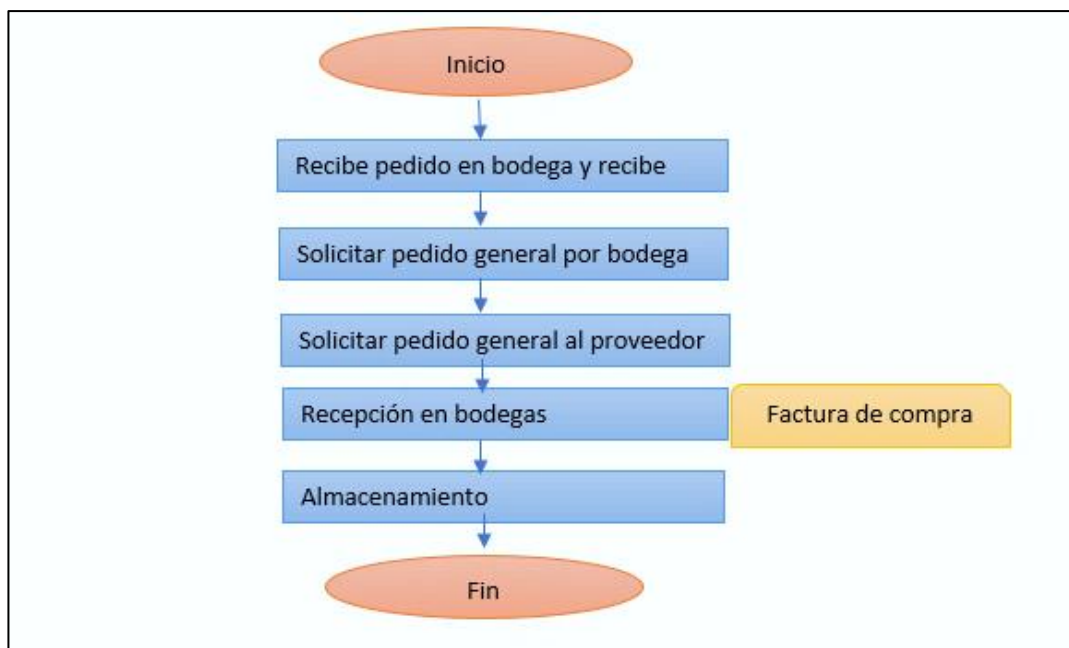 Inicio
Recibe pedido en bodega y recibe
Solicitar pedido general por bodega
Solicitar pedido general al proveedor
Recepción en bodegas
Factura de compra
Almacenamiento
Fin